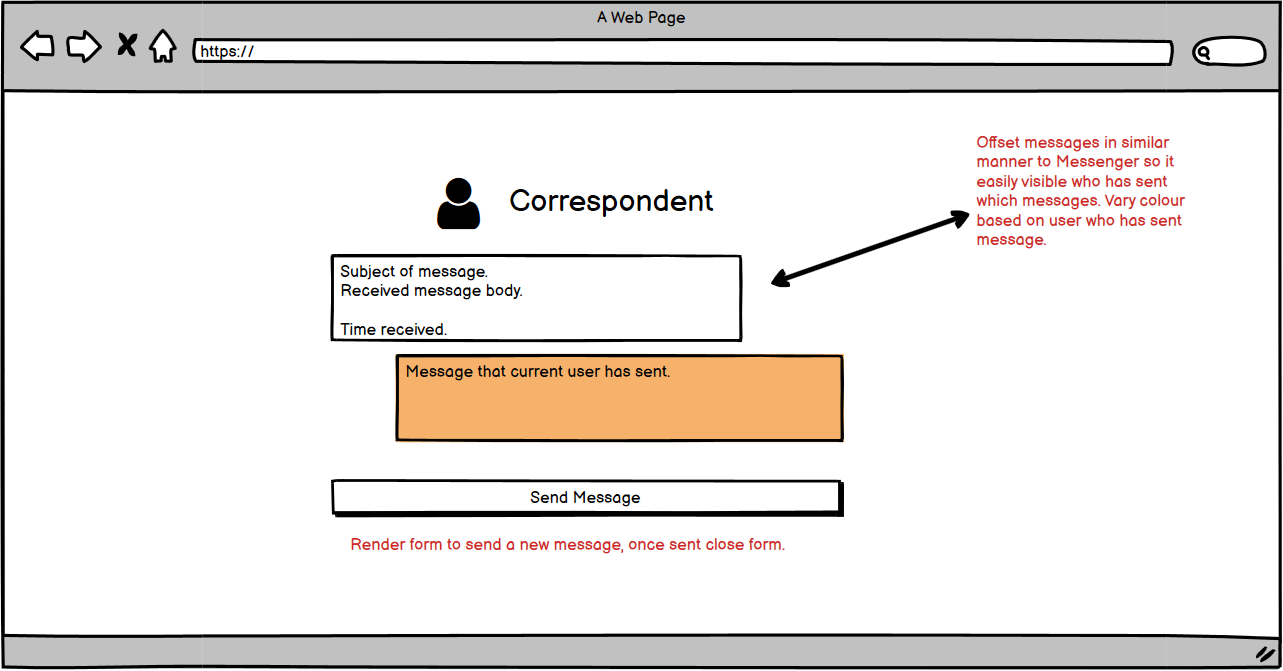 A Web Page
https://
Offset messages in similar
manner to Messenger so it
easily visible who has sent
which messages. Vary colour
based on user who has sent
message.
Correspondent
Subject of message.
Received message body.
Time received.
Message that current user has sent.
Send Message
Render form to send a new message, once sent close form.